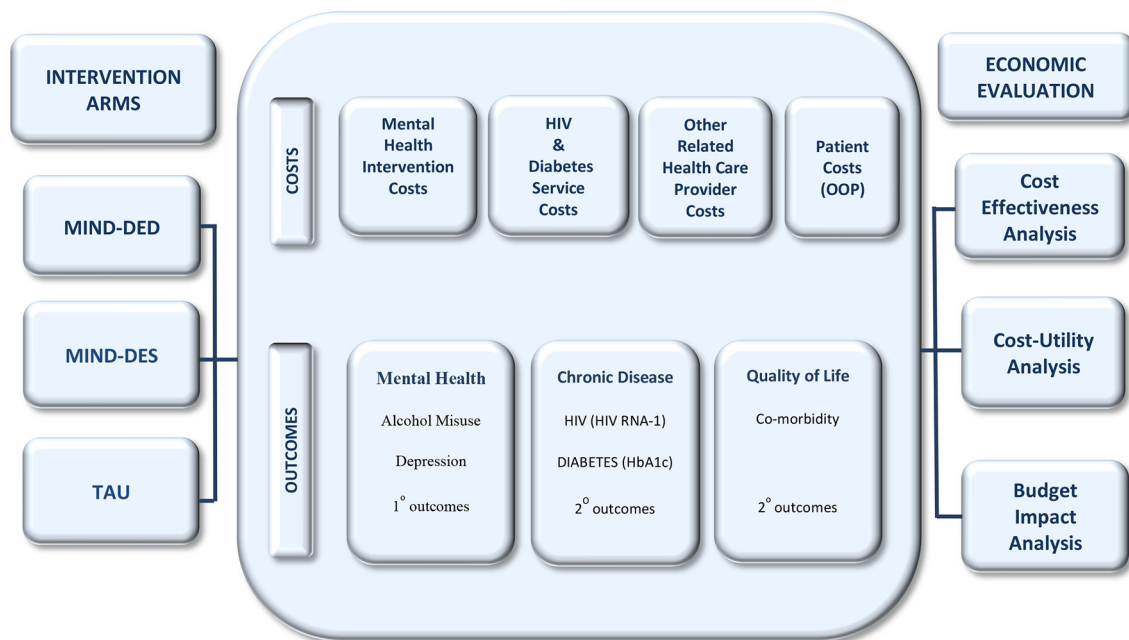 INTERVENTION
ARMS
MIND-DED
MIND-DES
TAU
COSTS
Mental
Health
Intervention
Costs
HIV
&
Diabetes
Service
Costs
Other
Related
Health Care
Provider
Costs
Patient
Costs
(OOP)
OUTCOMES
Mental Health
Alcohol Misuse
Depression
1° outcomes
Chronic Disease
HIV (HIV RNA-1)
DIABETES (HbA1c)
2° outcomes
Quality of Life
Co-morbidity
2° outcomes
ECONOMIC
EVALUATION
Cost
Effectiveness
Analysis
Cost-Utility
Analysis
Budget
Impact
Analysis